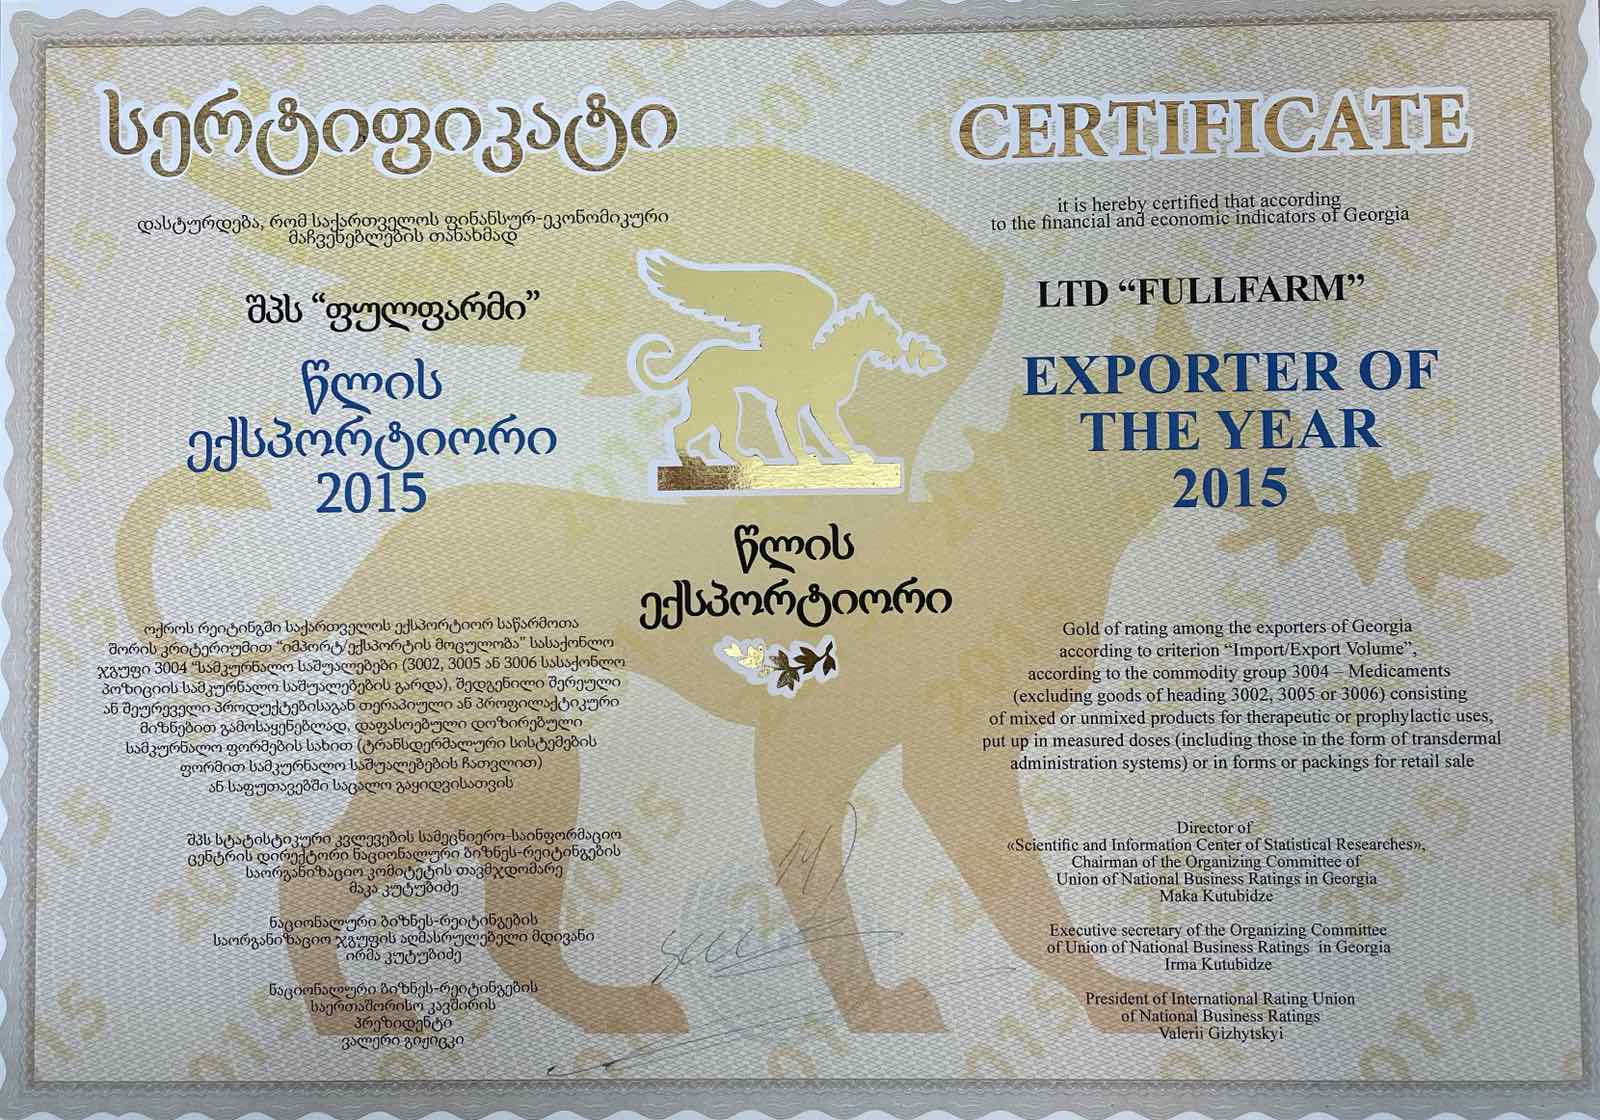 სერტიფიკატი
დასტურდება, რომ საქართველოს ფინანსურ-ეკონომიკური
მაჩვენებლების თანახმად
შპს “ფულფარმი”
წლის
ექსპორტიორი
2015
ოქროს რეიტინგში საქართველოს ექსპორტიორ საწარმოთა
შორის კრიტერიუმით “იმპორტ/ექსპორტის მოცულობა” სასაქონლო
ჯგუფი 3004 “სამკურნალო საშუალებები (3002, 3005 ან 3006 სასაქონლო
პოზიციის სამკურნალო საშუალებების გარდა), შედგენილი შერეული
ან შეურეველი პროდუქტებისაგან თერაპიული ან პროფილაქტიკური
მიზნებით გამოსაყენებლად, დაფასოებული დოზირებული
სამკურნალო ფორმების სახით (ტრანსდერმალური სისტემების
ფორმით სამკურნალო საშუალებების ჩათვლით)
ან საფუთავებში საცალო გაყიდვისათვის
შპს სტატისტიკური კვლევების სამეცნიერო-საინფორმაციო
ცენტრის დირექტორი ნაციონალური ბიზნეს-რეიტინგების
საორგანიზაციო კომიტეტის თავმჯდომარე
მაკა კუტუბიძე
ნაციონალური ბიზნეს-რეიტინგების
საორგანიზაციო ჯგუფის აღმასრულებელი მდივანი
ირმა კუტუბიძე
ნაციონალური ბიზნეს-რეიტინგების
საერთაშორისო კავშირის
პრეზიდენტი
ვალერი გიჟიცკი
წლის
ექსპორტიორი
CERTIFICATE
it is hereby certified that according
to the financial and economic indicators of Georgia
LTD “FULLFARM”
EXPORTER OF
THE YEAR
2015
Gold of rating among the exporters of Georgia
according to criterion “Import/Export Volume”,
according to the commodity group 3004 – Medicaments
(excluding goods of heading 3002, 3005 or 3006) consisting
of mixed or unmixed products for therapeutic or prophylactic uses,
put up in measured doses (including those in the form of transdermal
administration systems) or in forms or packings for retail sale
Director of
«Scientific and Information Center of Statistical Researches»,
Chairman of the Organizing Committee of
Union of National Business Ratings in Georgia
Maka Kutubidze
Executive secretary of the Organizing Committee
of Union of National Business Ratings in Georgia
Irma Kutubidze
President of International Rating Union
of National Business Ratings
Valerii Gizhytskyi